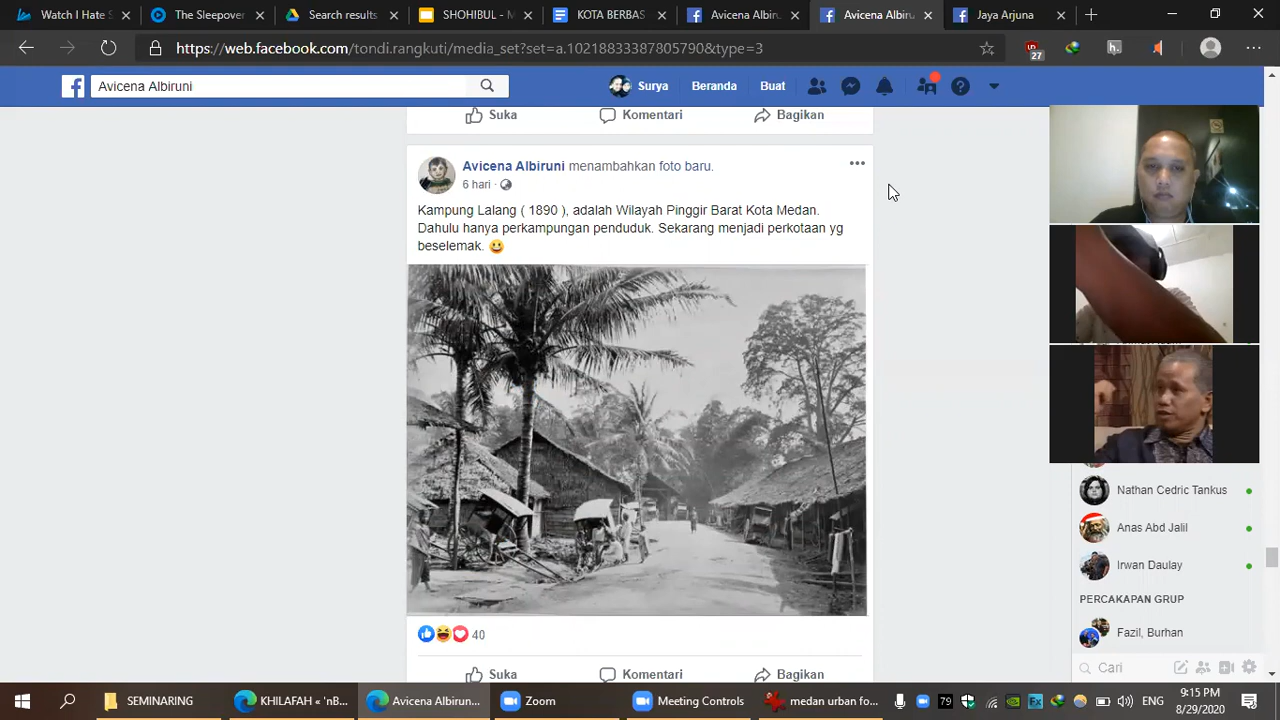 Watch I Hate S
The Sleepover
Search results
SHOHIBUL - M
KOTA BERBAS
Avicena Albiru
Avicena Albiru
Jaya Arjuna
https://web.facebook.com/tondi.rangkuti/media_set?set=a.10218833387805790&type=3
27
Avicena Albiruni
Surya
Beranda
Buat
Suka
Komentari
Bagikan
Avicena Albiruni menambahkan foto baru.
6 hari ·
Kampung Lalang ( 1890 ), adalah Wilayah Pinggir Barat Kota Medan.
Dahulu hanya perkampungan penduduk. Sekarang menjadi perkotaan yg
beselemak. 😀
40
Suka
Komentari
Bagikan
Nathan Cedric Tankus
Anas Abd Jalil
Irwan Daulay
PERCAKAPAN GRUP
Fazil, Burhan
Cari
SEMINARING
KHILAFAH « 'nB...
Avicena Albirun...
Zoom
Meeting Controls
medan urban fo...
79
ENG
9:15 PM
8/29/2020